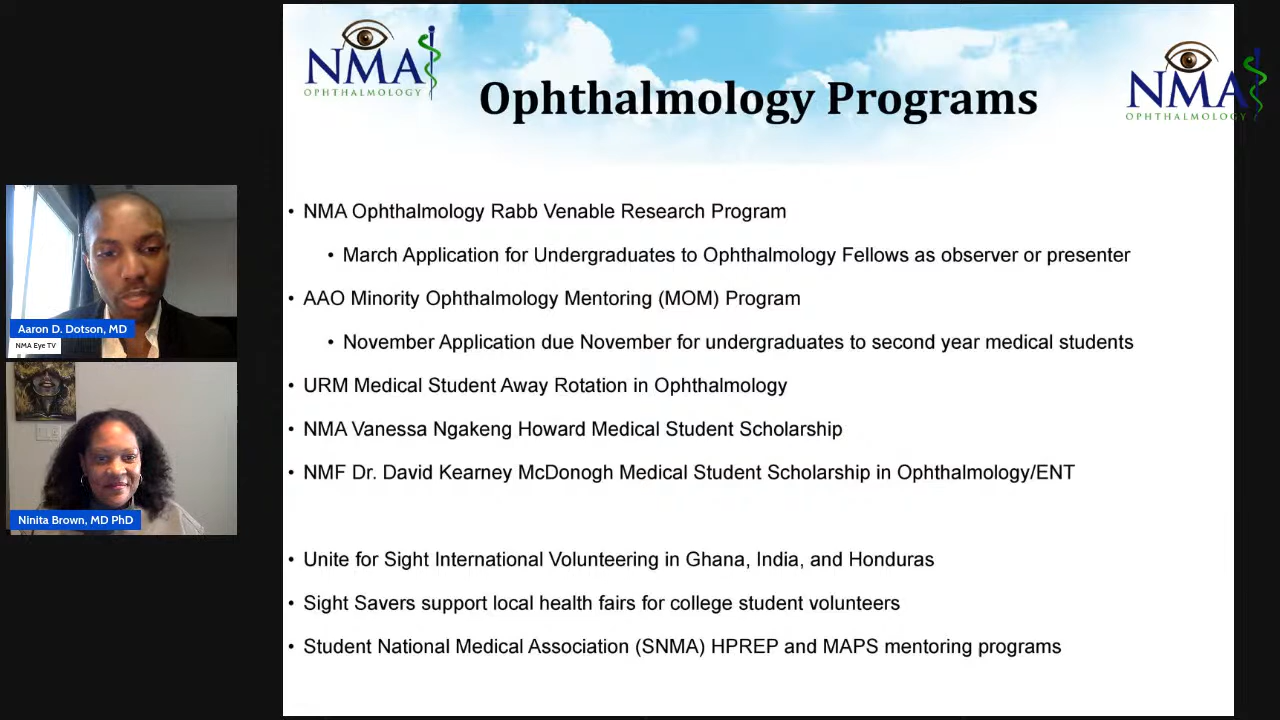 NMA
OPHTHALMOLOGY
NMA
OPHTHALMOLOGY
Ophthalmology Programs
• NMA Ophthalmology Rabb Venable Research Program
• March Application for Undergraduates to Ophthalmology Fellows as observer or presenter
• AAO Minority Ophthalmology Mentoring (MOM) Program
• November Application due November for undergraduates to second year medical students
• URM Medical Student Away Rotation in Ophthalmology
• NMA Vanessa Ngakeng Howard Medical Student Scholarship
• NMF Dr. David Kearney McDonogh Medical Student Scholarship in Ophthalmology/ENT
• Unite for Sight International Volunteering in Ghana, India, and Honduras
• Sight Savers support local health fairs for college student volunteers
• Student National Medical Association (SNMA) HPREP and MAPS mentoring programs
Aaron D. Dotson, MD
NMA Eye TV
Ninita Brown, MD PhD